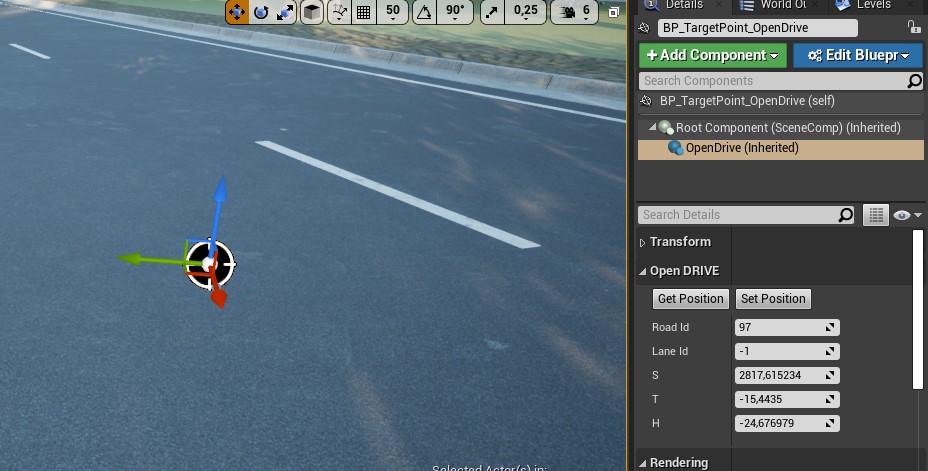 Details
World Ou
Levels
50
90°
0,25
6
BP_TargetPoint_OpenDrive
+ Add Component
Edit Bluepr
Search Components
BP_TargetPoint_OpenDrive (self)
Root Component (SceneComp) (Inherited)
OpenDrive (Inherited)
Search Details
Transform
Open DRIVE
Get Position Set Position
Road Id 97
Lane Id -1
S 2817,615234
T -15,4435
H -24,676979
Rendering
Selected Actor(s) in: